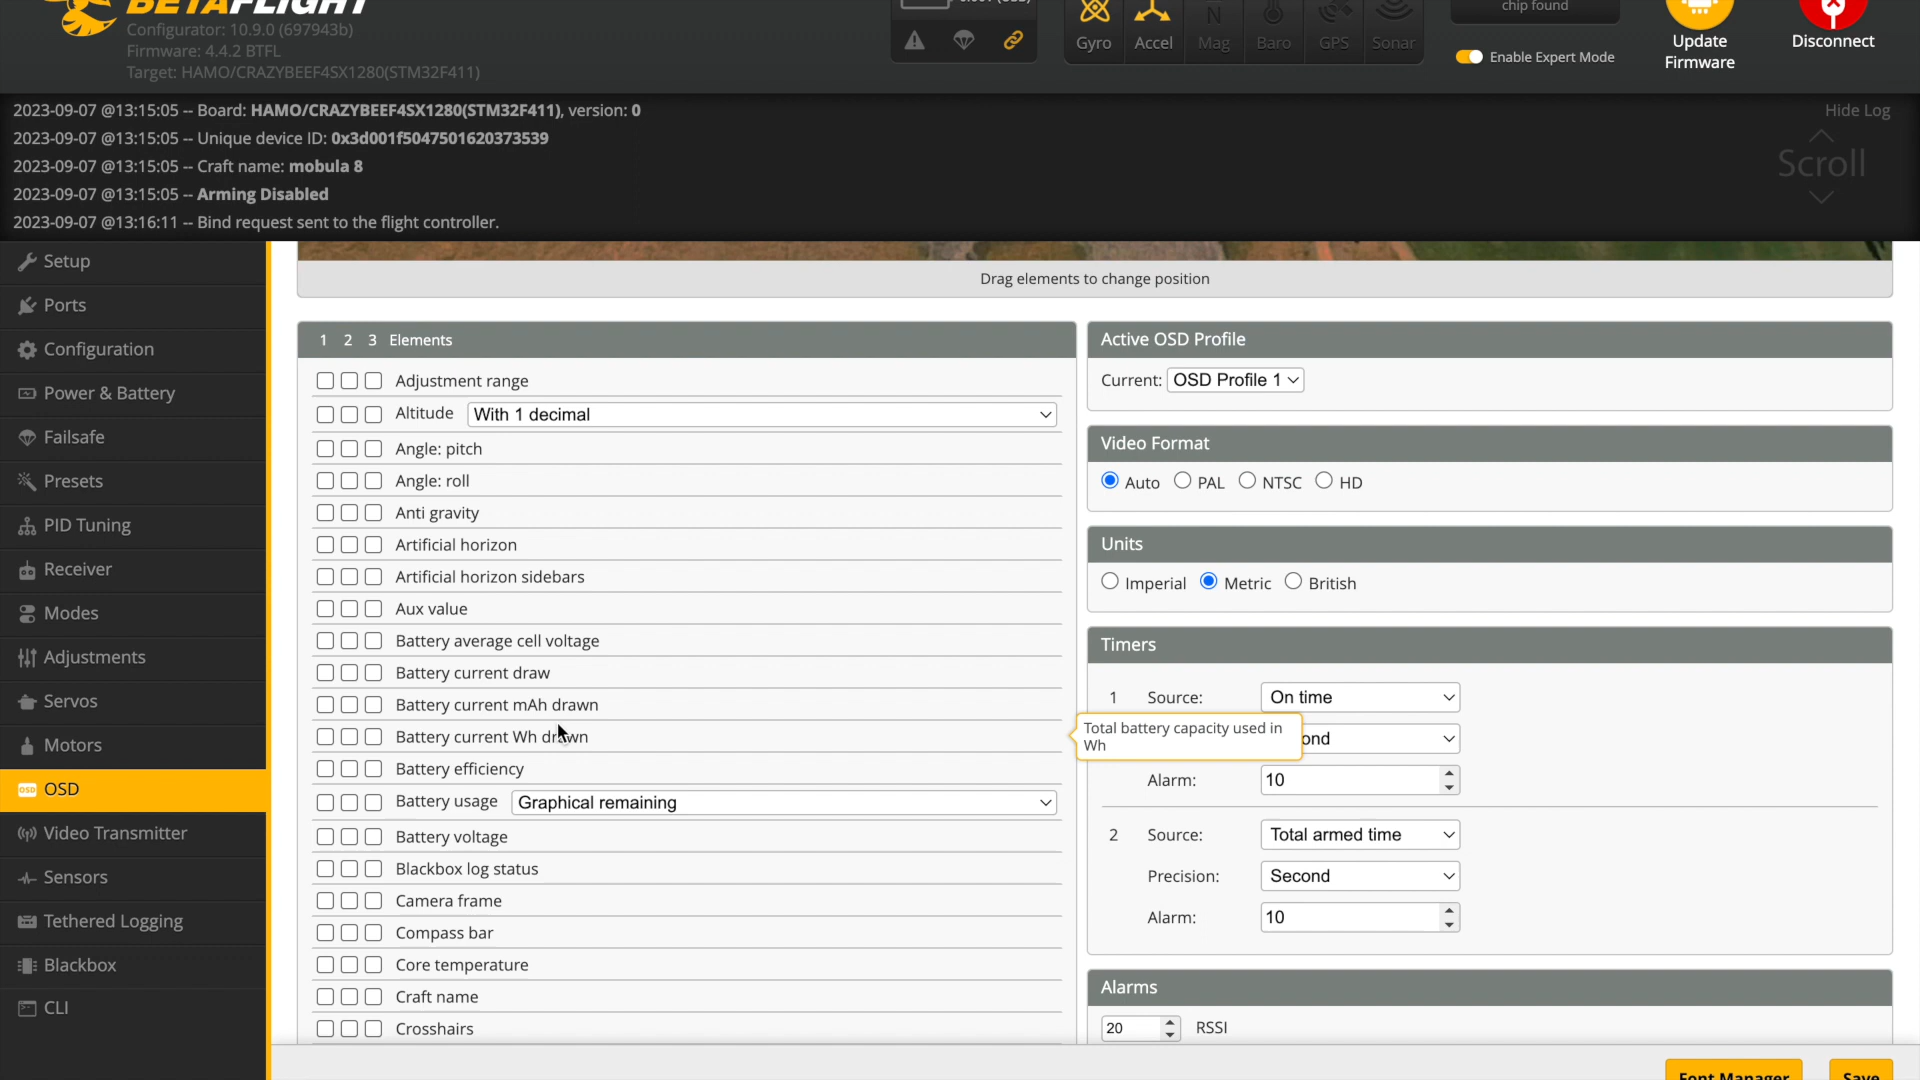 BETAFLIGHT
Configurator: 10.9.0 (697943b)
Firmware: 4.4.2 BTFL
Target: HAMO/CRAZYBEEF4SX1280(STM32F411)
Gyro Accel Mag Baro GPS Sonar
chip found
Enable Expert Mode
Update
Firmware
Disconnect
2023-09-07 @13:15:05 -- Board: HAMO/CRAZYBEEF4SX1280(STM32F411), version: 0
2023-09-07 @13:15:05 -- Unique device ID: 0x3d001f5047501620373539
2023-09-07 @13:15:05 -- Craft name: mobula 8
2023-09-07 @13:15:05 -- Arming Disabled
2023-09-07 @13:16:11 -- Bind request sent to the flight controller.
Hide Log
Scroll
Setup
Ports
Configuration
Power & Battery
Failsafe
Presets
PID Tuning
Receiver
Modes
Adjustments
Servos
Motors
OSD OSD
Video Transmitter
Sensors
Tethered Logging
Blackbox
CLI
Drag elements to change position
1 2 3 Elements
Adjustment range
Altitude With 1 decimal
Angle: pitch
Angle: roll
Anti gravity
Artificial horizon
Artificial horizon sidebars
Aux value
Battery average cell voltage
Battery current draw
Battery current mAh drawn
Battery current Wh drawn
Battery efficiency
Battery usage Graphical remaining
Battery voltage
Blackbox log status
Camera frame
Compass bar
Core temperature
Craft name
Crosshairs
Active OSD Profile
Current: OSD Profile 1
Video Format
Auto PAL NTSC HD
Units
Imperial Metric British
Timers
1 Source: On time
Total battery capacity used in
Wh
ond
Alarm: 10
2 Source: Total armed time
Precision: Second
Alarm: 10
Alarms
20 RSSI
Font Manager
Save